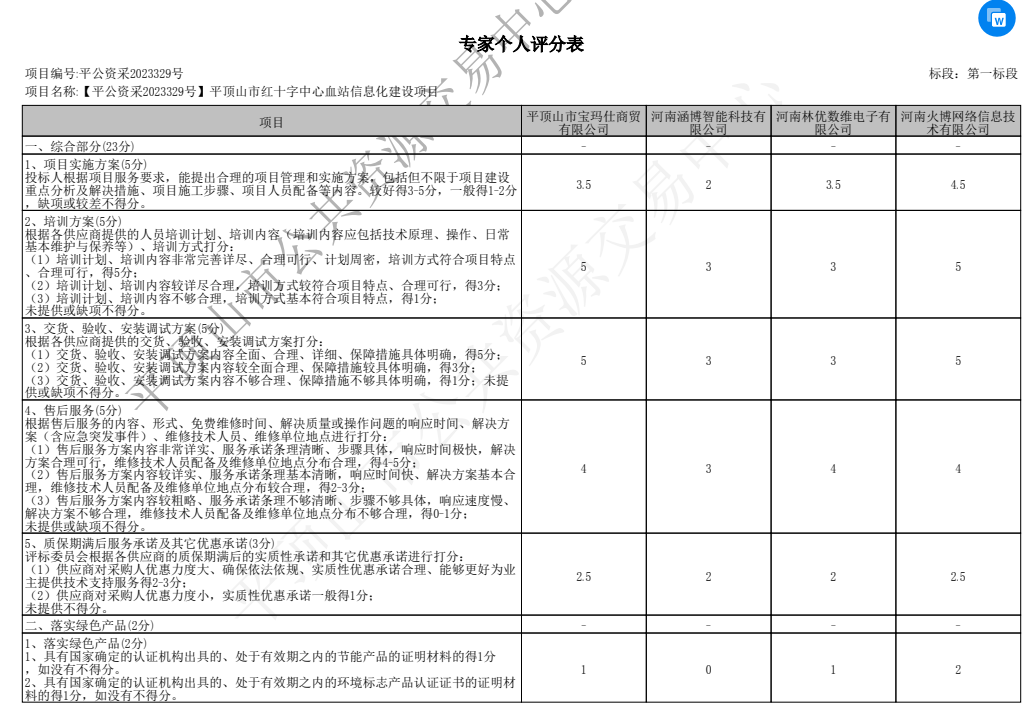 专家个人评分表
项目编号:平公资采2023329号
标段：第一标段
项目名称:【平公资采2023329号】平顶山市红十字中心血站信息化建设项目
项目 平顶山市宝玛仕商贸有限公司 河南涵博智能科技有限公司 河南林优数维电子有限公司 河南火博网络信息技术有限公司
一、综合部分(23分) - - - -
1、项目实施方案(5分)
投标人根据项目服务要求，能提出合理的项目管理和实施方案，包括但不限于项目建设
重点分析及解决措施、项目施工步骤、项目人员配备等内容。较好得3-5分，一般得1-2分
，缺项或较差不得分。
3.5 2 3.5 4.5
2、培训方案(5分)
根据各供应商提供的人员培训计划、培训内容（培训内容应包括技术原理、操作、日常
基本维护与保养等）、培训方式打分：
（1）培训计划、培训内容非常完善详尽、合理可行、计划周密，培训方式符合项目特点
、合理可行，得5分；
（2）培训计划、培训内容较详尽合理，培训方式较符合项目特点、合理可行，得3分；
（3）培训计划、培训内容不够合理，培训方式基本符合项目特点，得1分；
未提供或缺项不得分。
5 3 3 5
3、交货、验收、安装调试方案(5分)
根据各供应商提供的交货、验收、安装调试方案打分：
（1）交货、验收、安装调试方案内容全面、合理、详细、保障措施具体明确，得5分；
（2）交货、验收、安装调试方案内容较全面合理、保障措施较具体明确，得3分；
（3）交货、验收、安装调试方案内容不够合理、保障措施不够具体明确，得1分；未提
供或缺项不得分。
5 3 3 5
4、售后服务(5分)
根据售后服务的内容、形式、免费维修时间、解决质量或操作问题的响应时间、解决方
案（含应急突发事件）、维修技术人员、维修单位地点进行打分：
（1）售后服务方案内容非常详实、服务承诺条理清晰、步骤具体，响应时间极快，解决
方案合理可行，维修技术人员配备及维修单位地点分布合理，得4-5分；
（2）售后服务方案内容较详实、服务承诺条理基本清晰，响应时间快、解决方案基本合
理，维修技术人员配备及维修单位地点分布较合理，得2-3分；
（3）售后服务方案内容较粗略、服务承诺条理不够清晰、步骤不够具体，响应速度慢、
解决方案不够合理，维修技术人员配备及维修单位地点分布不够合理，得0-1分；
未提供或缺项不得分。
4 3 4 4
5、质保期满后服务承诺及其它优惠承诺(3分)
评标委员会根据各供应商的质保期满后的实质性承诺和其它优惠承诺进行打分：
（1）供应商对采购人优惠力度大、确保依法依规、实质性优惠承诺合理、能够更好为业
主提供技术支持服务得2-3分；
（2）供应商对采购人优惠力度小，实质性优惠承诺一般得1分；
未提供不得分。
2.5 2 2 2.5
二、落实绿色产品(2分) - - - -
1、落实绿色产品(2分)
1、具有国家确定的认证机构出具的、处于有效期之内的节能产品的证明材料的得1分
，如没有不得分。
2、具有国家确定的认证机构出具的、处于有效期之内的环境标志产品认证证书的证明材
料的得1分，如没有不得分。
1 0 1 2
平顶山市公共资源交易中心
平顶山市公共资源交易中心
W